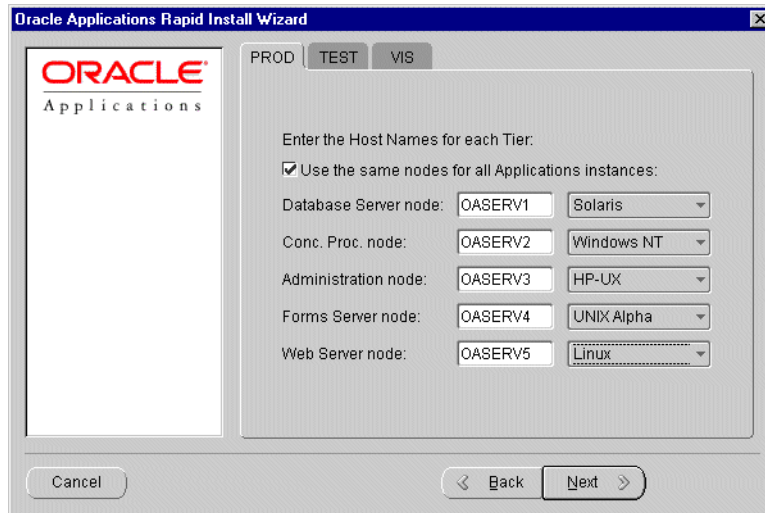 Oracle Applications Rapid Install Wizard
ORACLE®
Applications
PROD TEST VIS
Enter the Host Names for each Tier:
Use the same nodes for all Applications instances:
Database Server node: OASERV1 Solaris
Conc. Proc. node: OASERV2 Windows NT
Administration node: OASERV3 HP-UX
Forms Server node: OASERV4 UNIX Alpha
Web Server node: OASERV5 Linux
Cancel Back Next